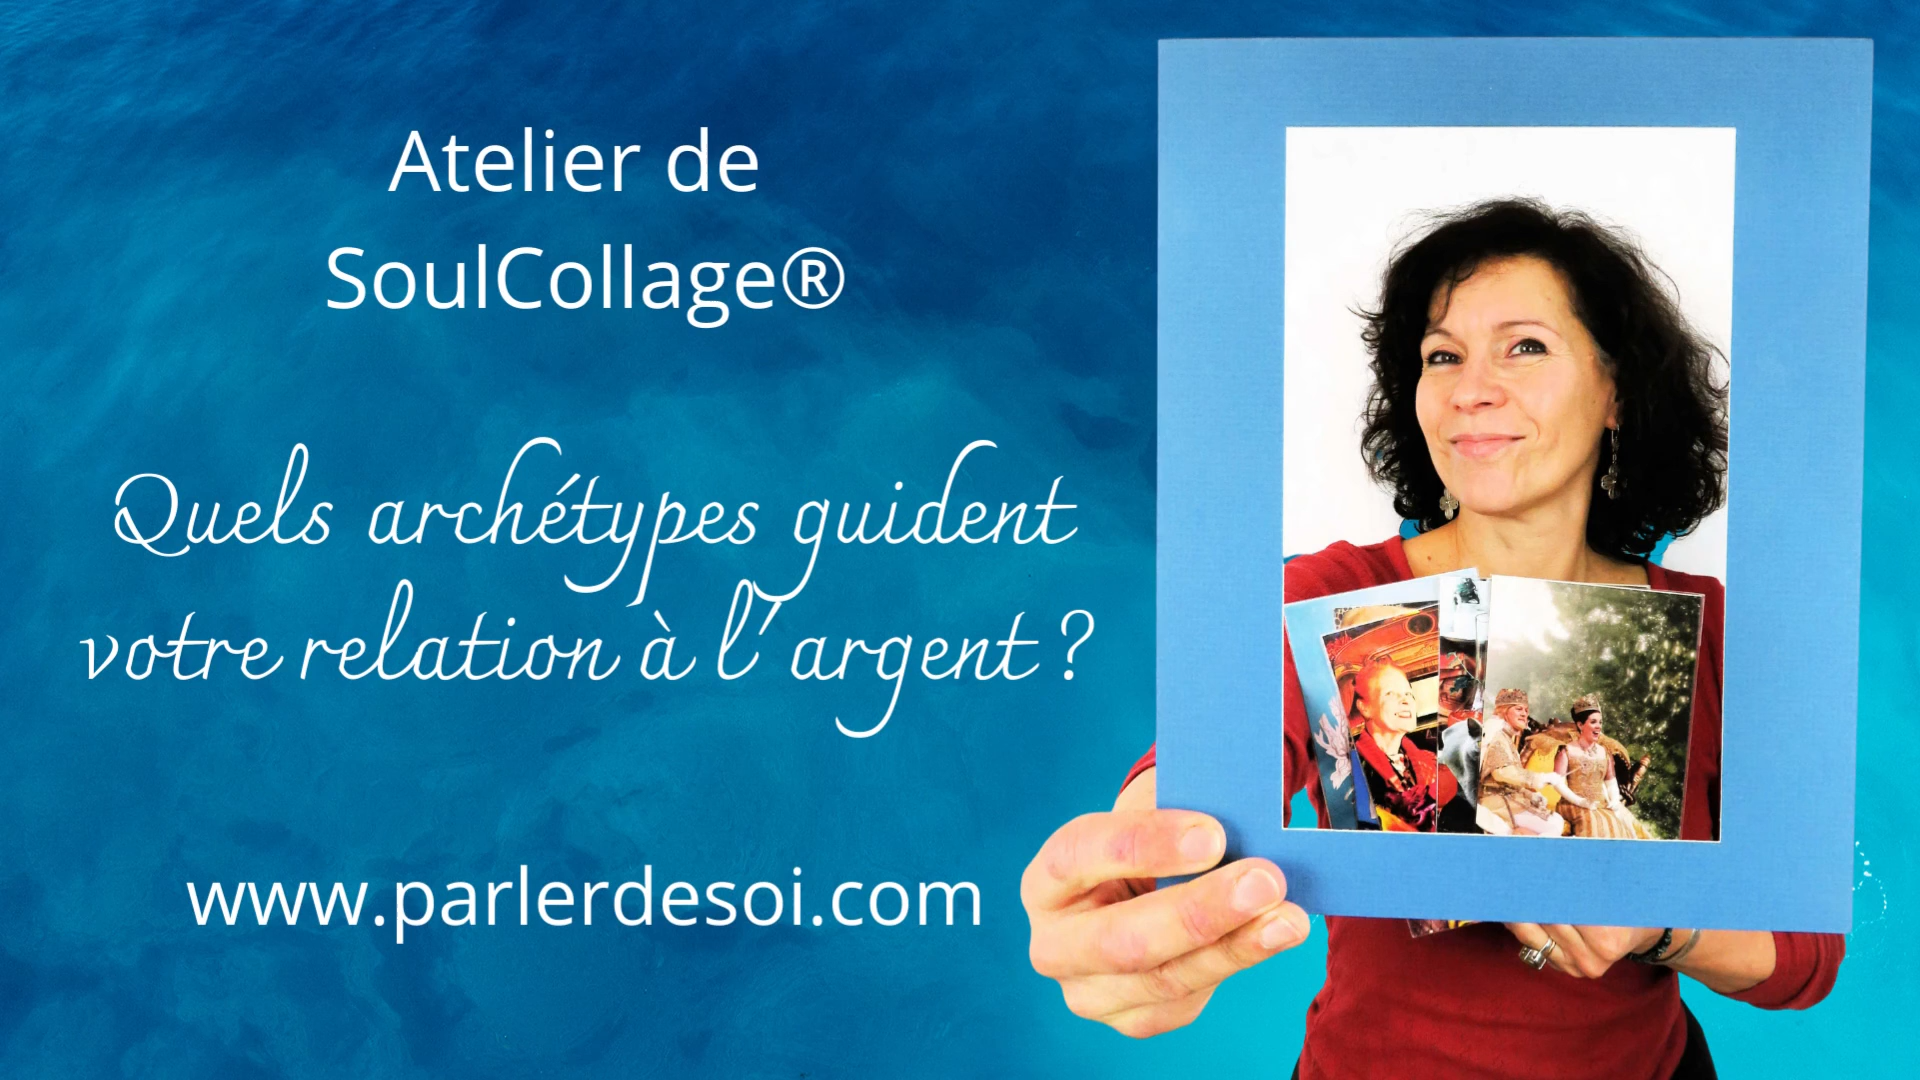 Atelier de
SoulCollage®
Quels archétypes guident
votre relation à l'argent ?
www.parlerdesoi.com